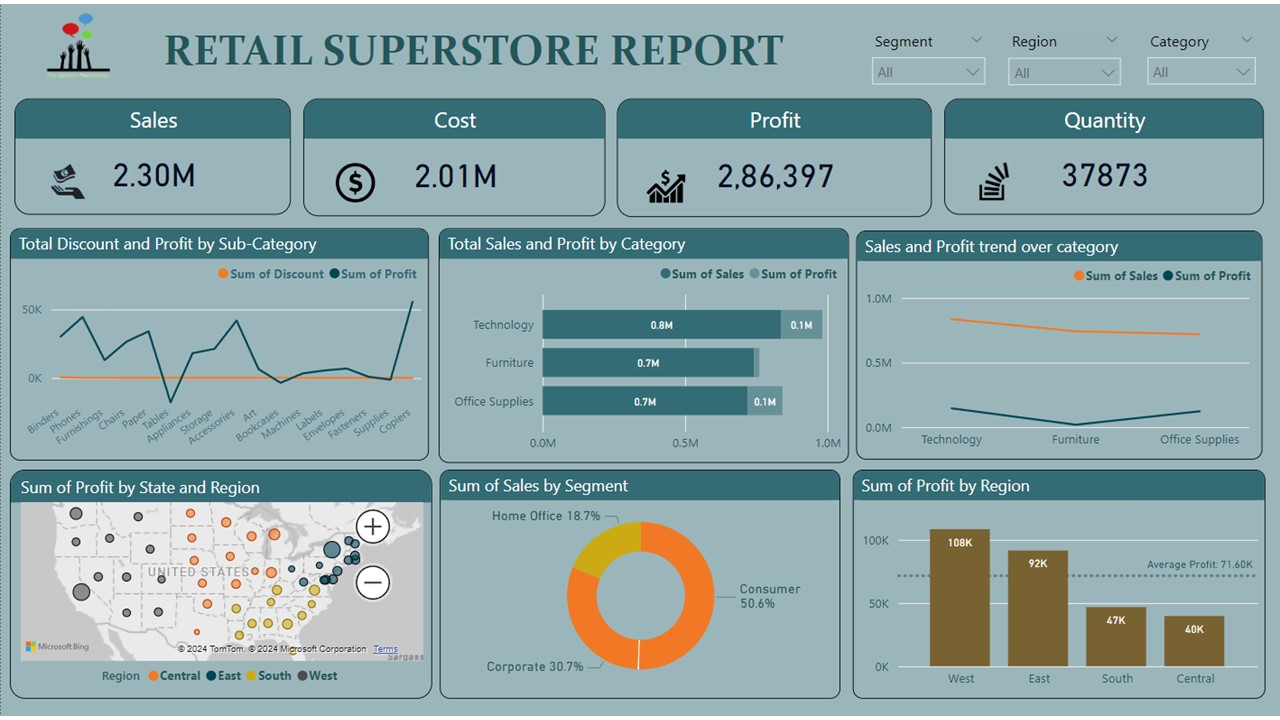 RETAIL SUPERSTORE REPORT
Segment
Region
Category
All
All
All
Sales
2.30M
Cost
2.01M
Profit
2,86,397
Quantity
37873
Total Discount and Profit by Sub-Category
Sum of Discount Sum of Profit
50K
0K
Binders
Phones
Furnishings
Chairs
Paper
Tables
Appliances
Storage
Accessories
Art
Bookcases
Machines
Labels
Envelopes
Fasteners
Supplies
Copiers
Total Sales and Profit by Category
Sum of Sales Sum of Profit
Technology
0.8M
0.1M
Furniture
0.7M
Office Supplies
0.7M
0.1M
0.0M
0.5M
1.0M
Sales and Profit trend over category
Sum of Sales Sum of Profit
1.0M
0.5M
0.0M
Technology
Furniture
Office Supplies
Sum of Profit by State and Region
UNITED STATES
Microsoft Bing
© 2024 TomTom, © 2024 Microsoft Corporation Terms
Sargass
Region Central East South West
Sum of Sales by Segment
Home Office 18.7%
Consumer
50.6%
Corporate 30.7%
Sum of Profit by Region
100K
50K
0K
108K
92K
47K
40K
Average Profit: 71.60K
West
East
South
Central